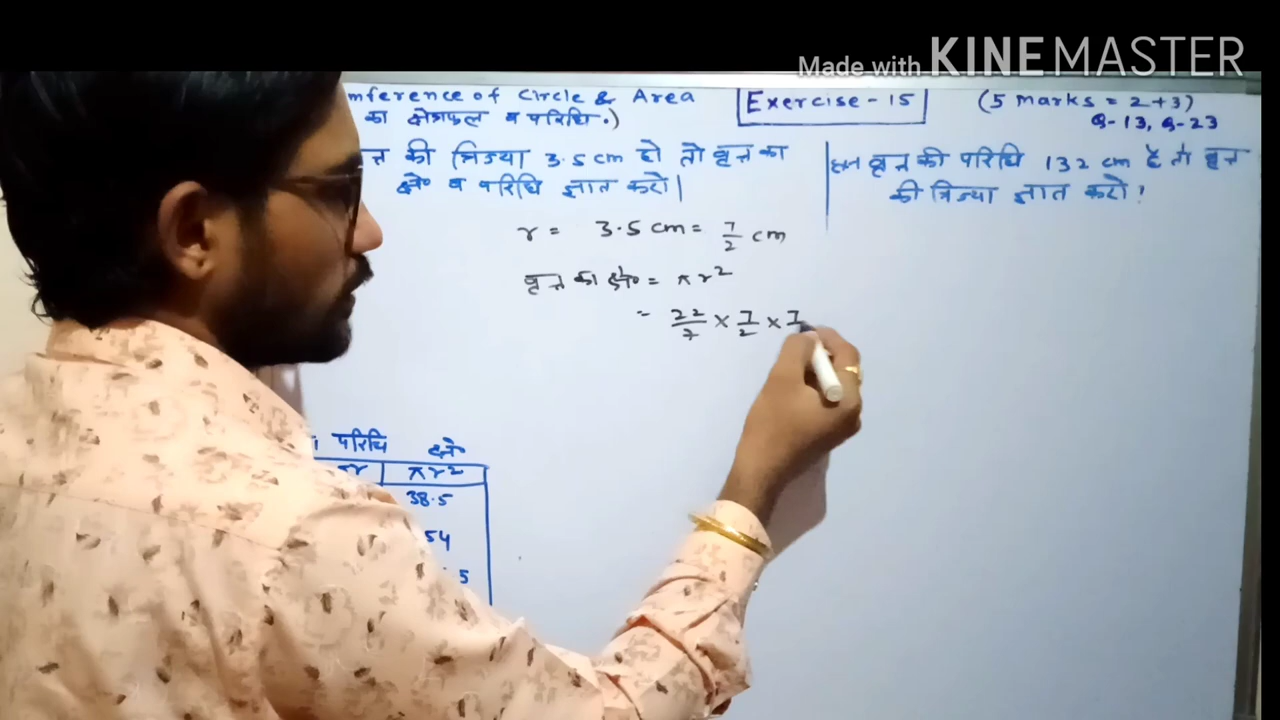 Made with KINEMASTER
mference of Circle & Area
का क्षेत्रफल व परिधि.)
Exercise - 15
(5 Marks = 2+3)
Q-13, Q-23
की त्रिज्या 3.5 cm हो तो वृत्त का
क्षे० व परिधि ज्ञात करो|
r = 3.5 cm = 7/2 cm
वृत्त का क्षे० = πr²
= 22/7 × 7/2 × 7
वृत्त की परिधि 132 cm है तो वृत्त
की त्रिज्या ज्ञात करो!
परिधि क्षे०
πr²
38.5
54
5